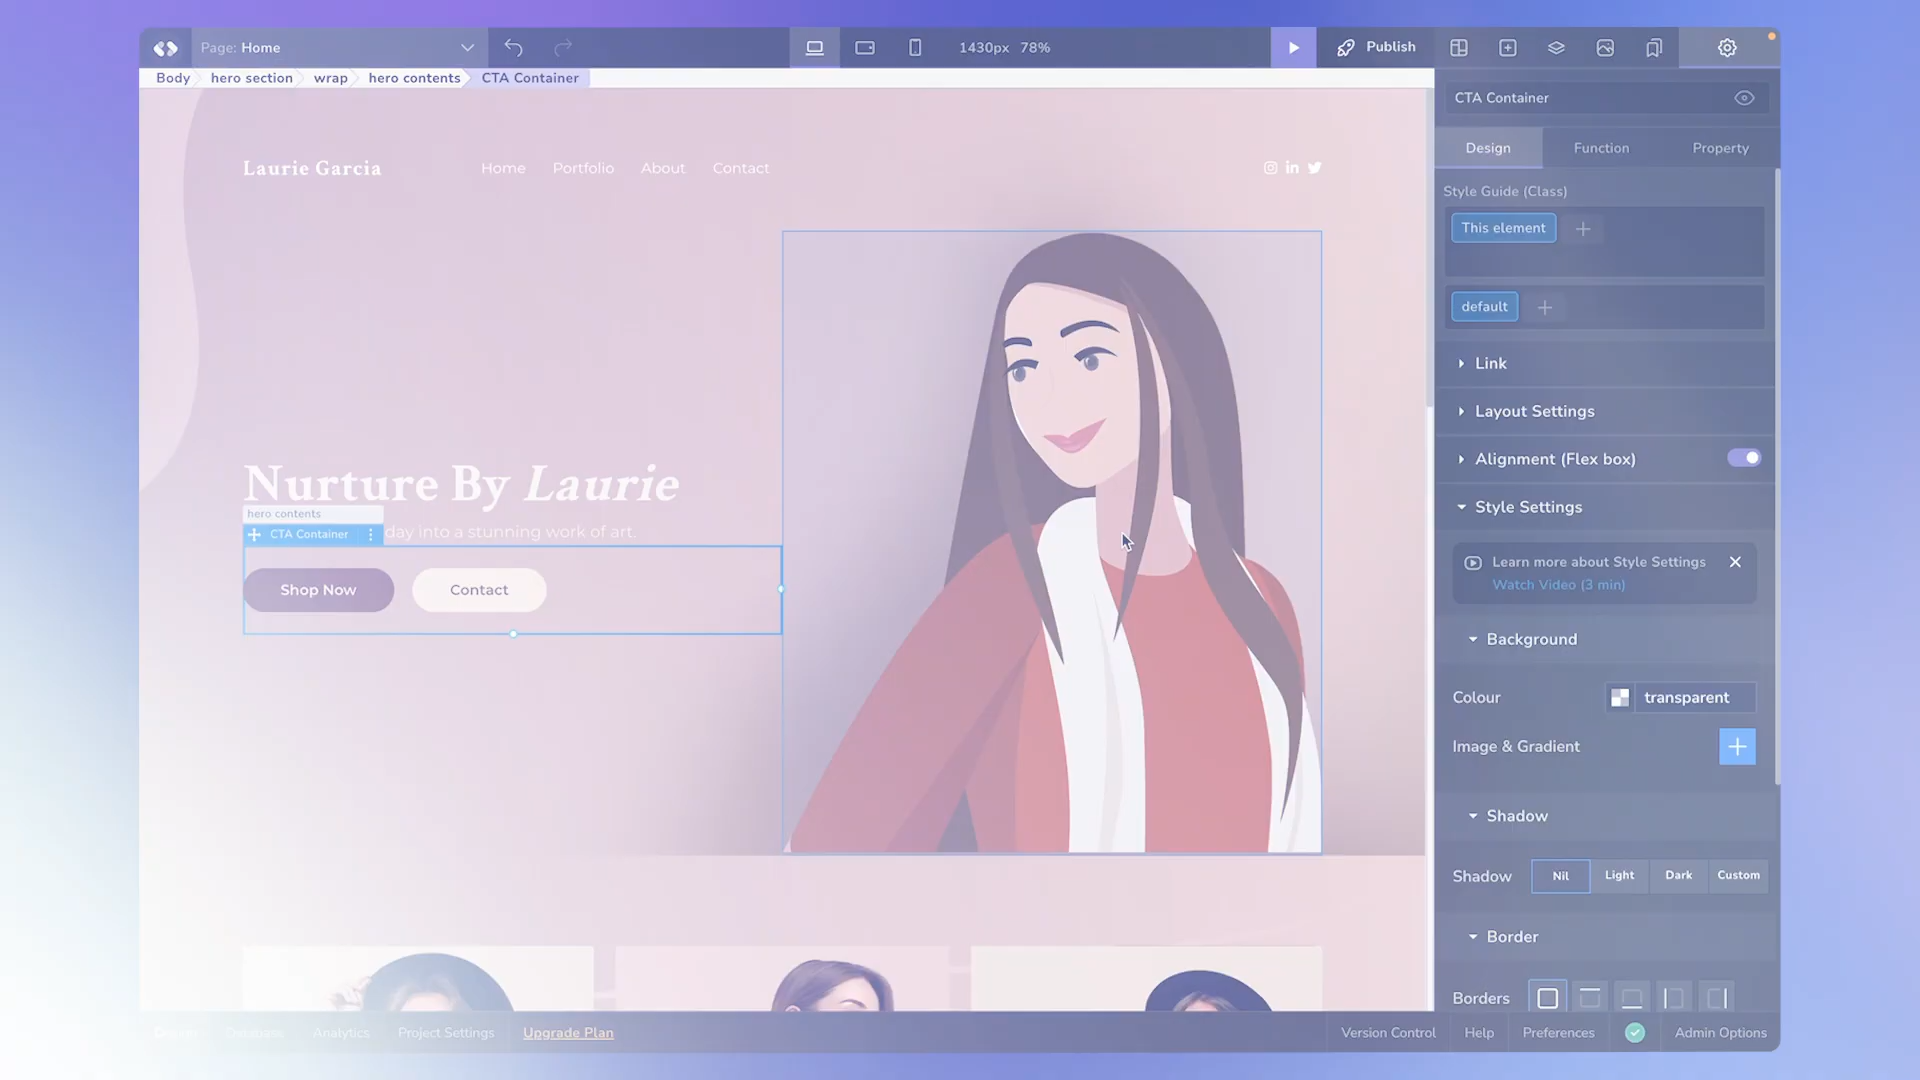 Page: Home
1430px 78%
Publish
Body
hero section
wrap
hero contents
CTA Container
CTA Container
Design
Function
Property
Laurie Garcia
Home
Portfolio
About
Contact
Style Guide (Class)
This element
default
Link
Layout Settings
Alignment (Flex box)
Style Settings
Nurture By Laurie
hero contents
CTA Container
day into a stunning work of art.
Learn more about Style Settings
Watch Video (3 min)
Shop Now
Contact
Background
Colour
transparent
Image & Gradient
Shadow
Shadow
Nil
Light
Dark
Custom
Border
Borders
Analytics
Project Settings
Upgrade Plan
Version Control
Help
Preferences
Admin Options